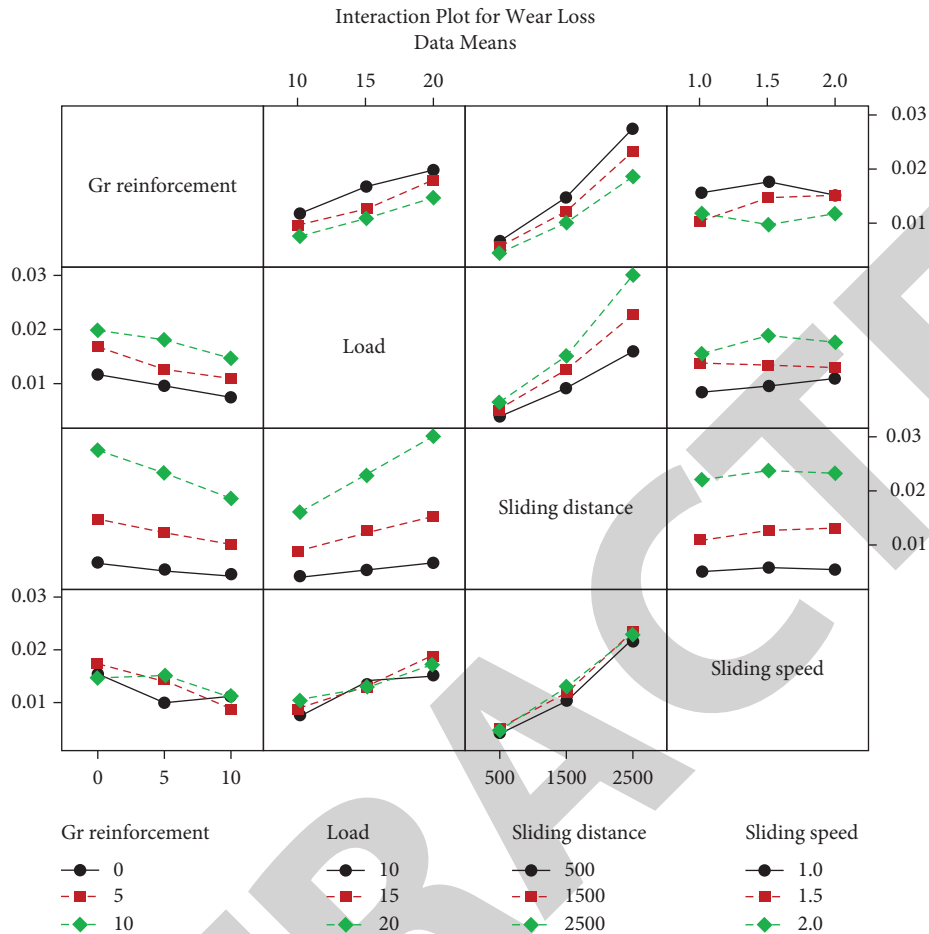 Interaction Plot for Wear Loss
Data Means
10 15 20 1.0 1.5 2.0
0.03
Gr reinforcement 0.02
0.01
0.03
0.02
Load
0.01
0.03
Sliding distance 0.02
0.01
0.03
0.02 Sliding speed
0.01
0 5 10 500 1500 2500
Gr reinforcement Load Sliding distance Sliding speed
0 10 500 1.0
5 15 1500 1.5
10 20 2500 2.0